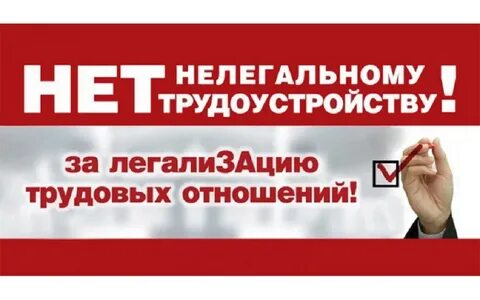 НЕТ НЕЛЕГАЛЬНОМУ
ТРУДОУСТРОЙСТВУ!
за легалиЗАцию
трудовых отношений!